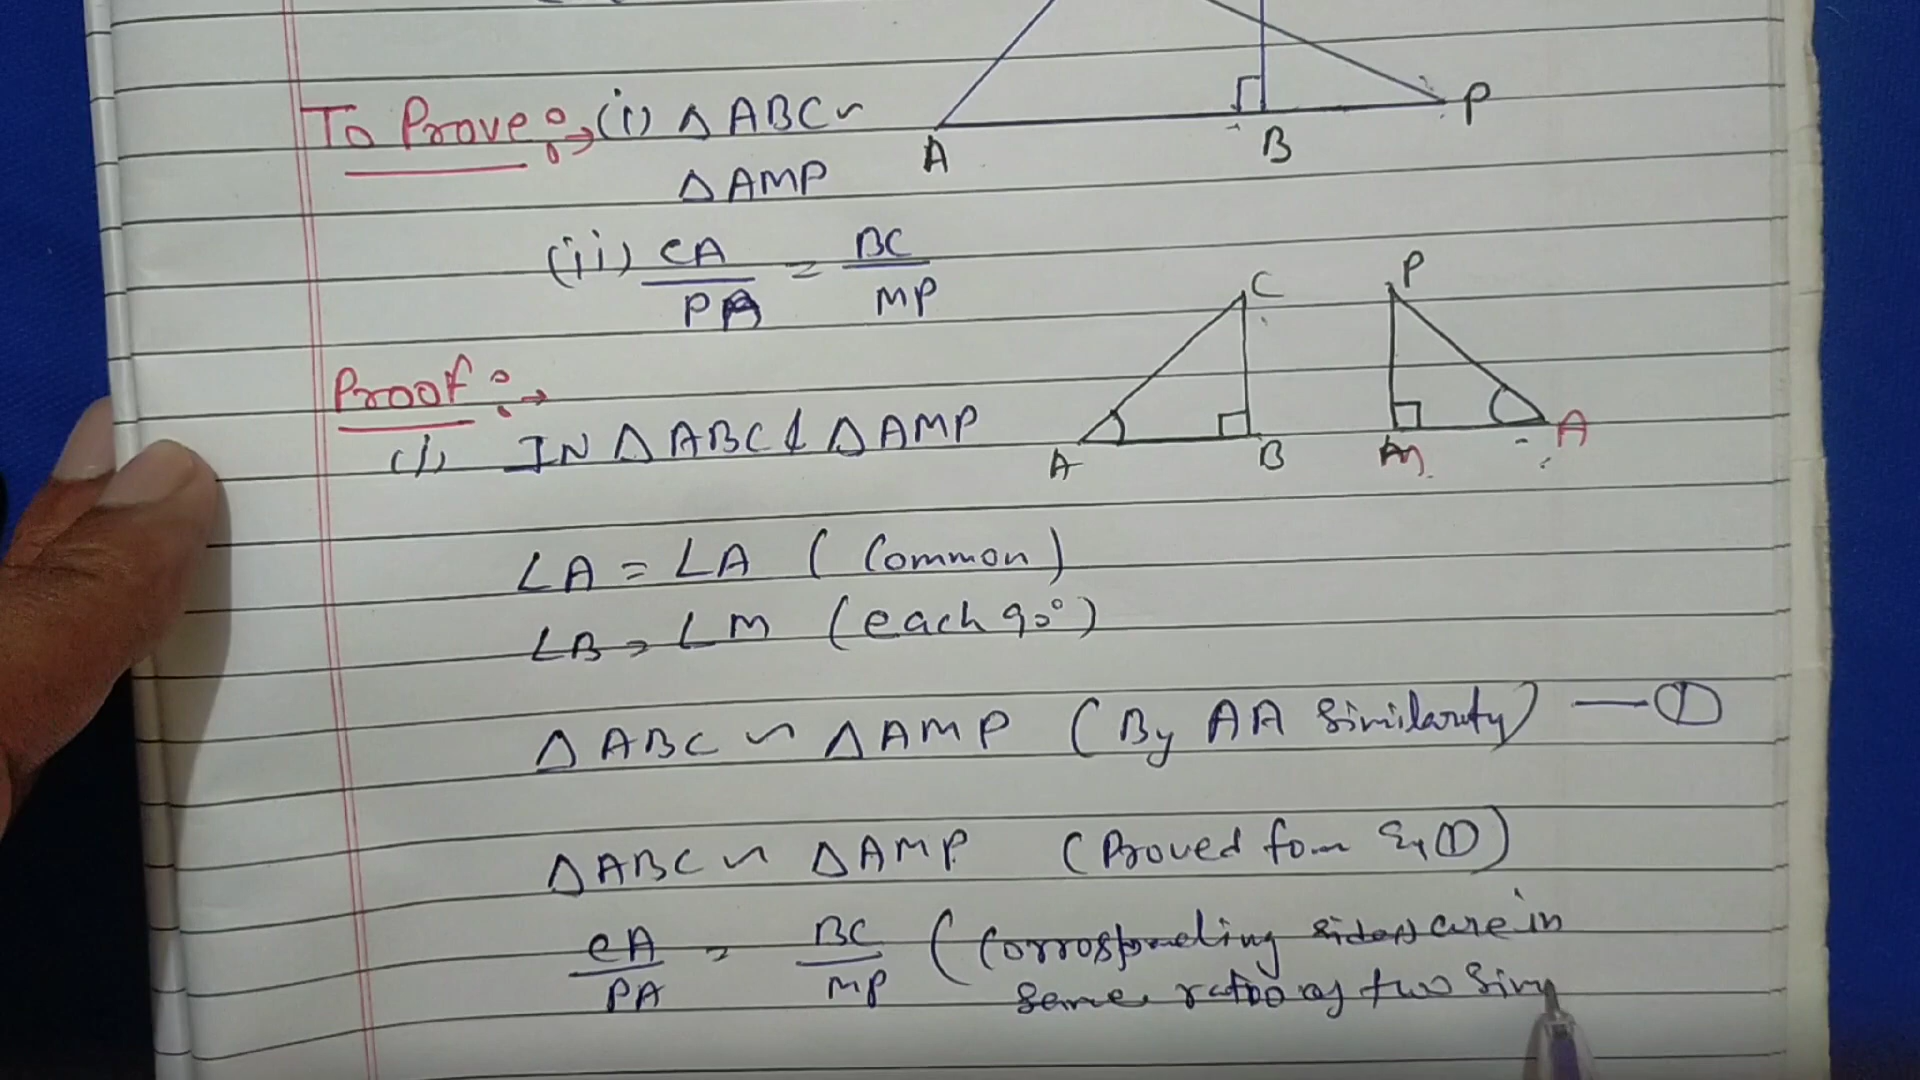 To Prove :→ (i) △ABC ~
△AMP
A
B
P
(ii) CA/PA = BC/MP
C
P
Proof :→
(i) IN △ABC & △AMP
A
B
M
A
∠A = ∠A (Common)
∠B = ∠M (each 90°)
△ABC ~ △AMP (By AA Similarity) — ①
△ABC ~ △AMP (Proved from Eq ①)
CA/PA = BC/MP (Corrosponding sides are in
same ratio of two Sim